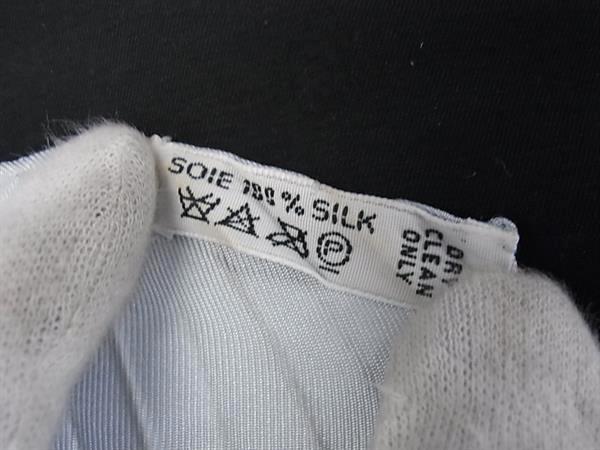 SOIE 100% SILK
P
DRY
CLEAN
ONLY